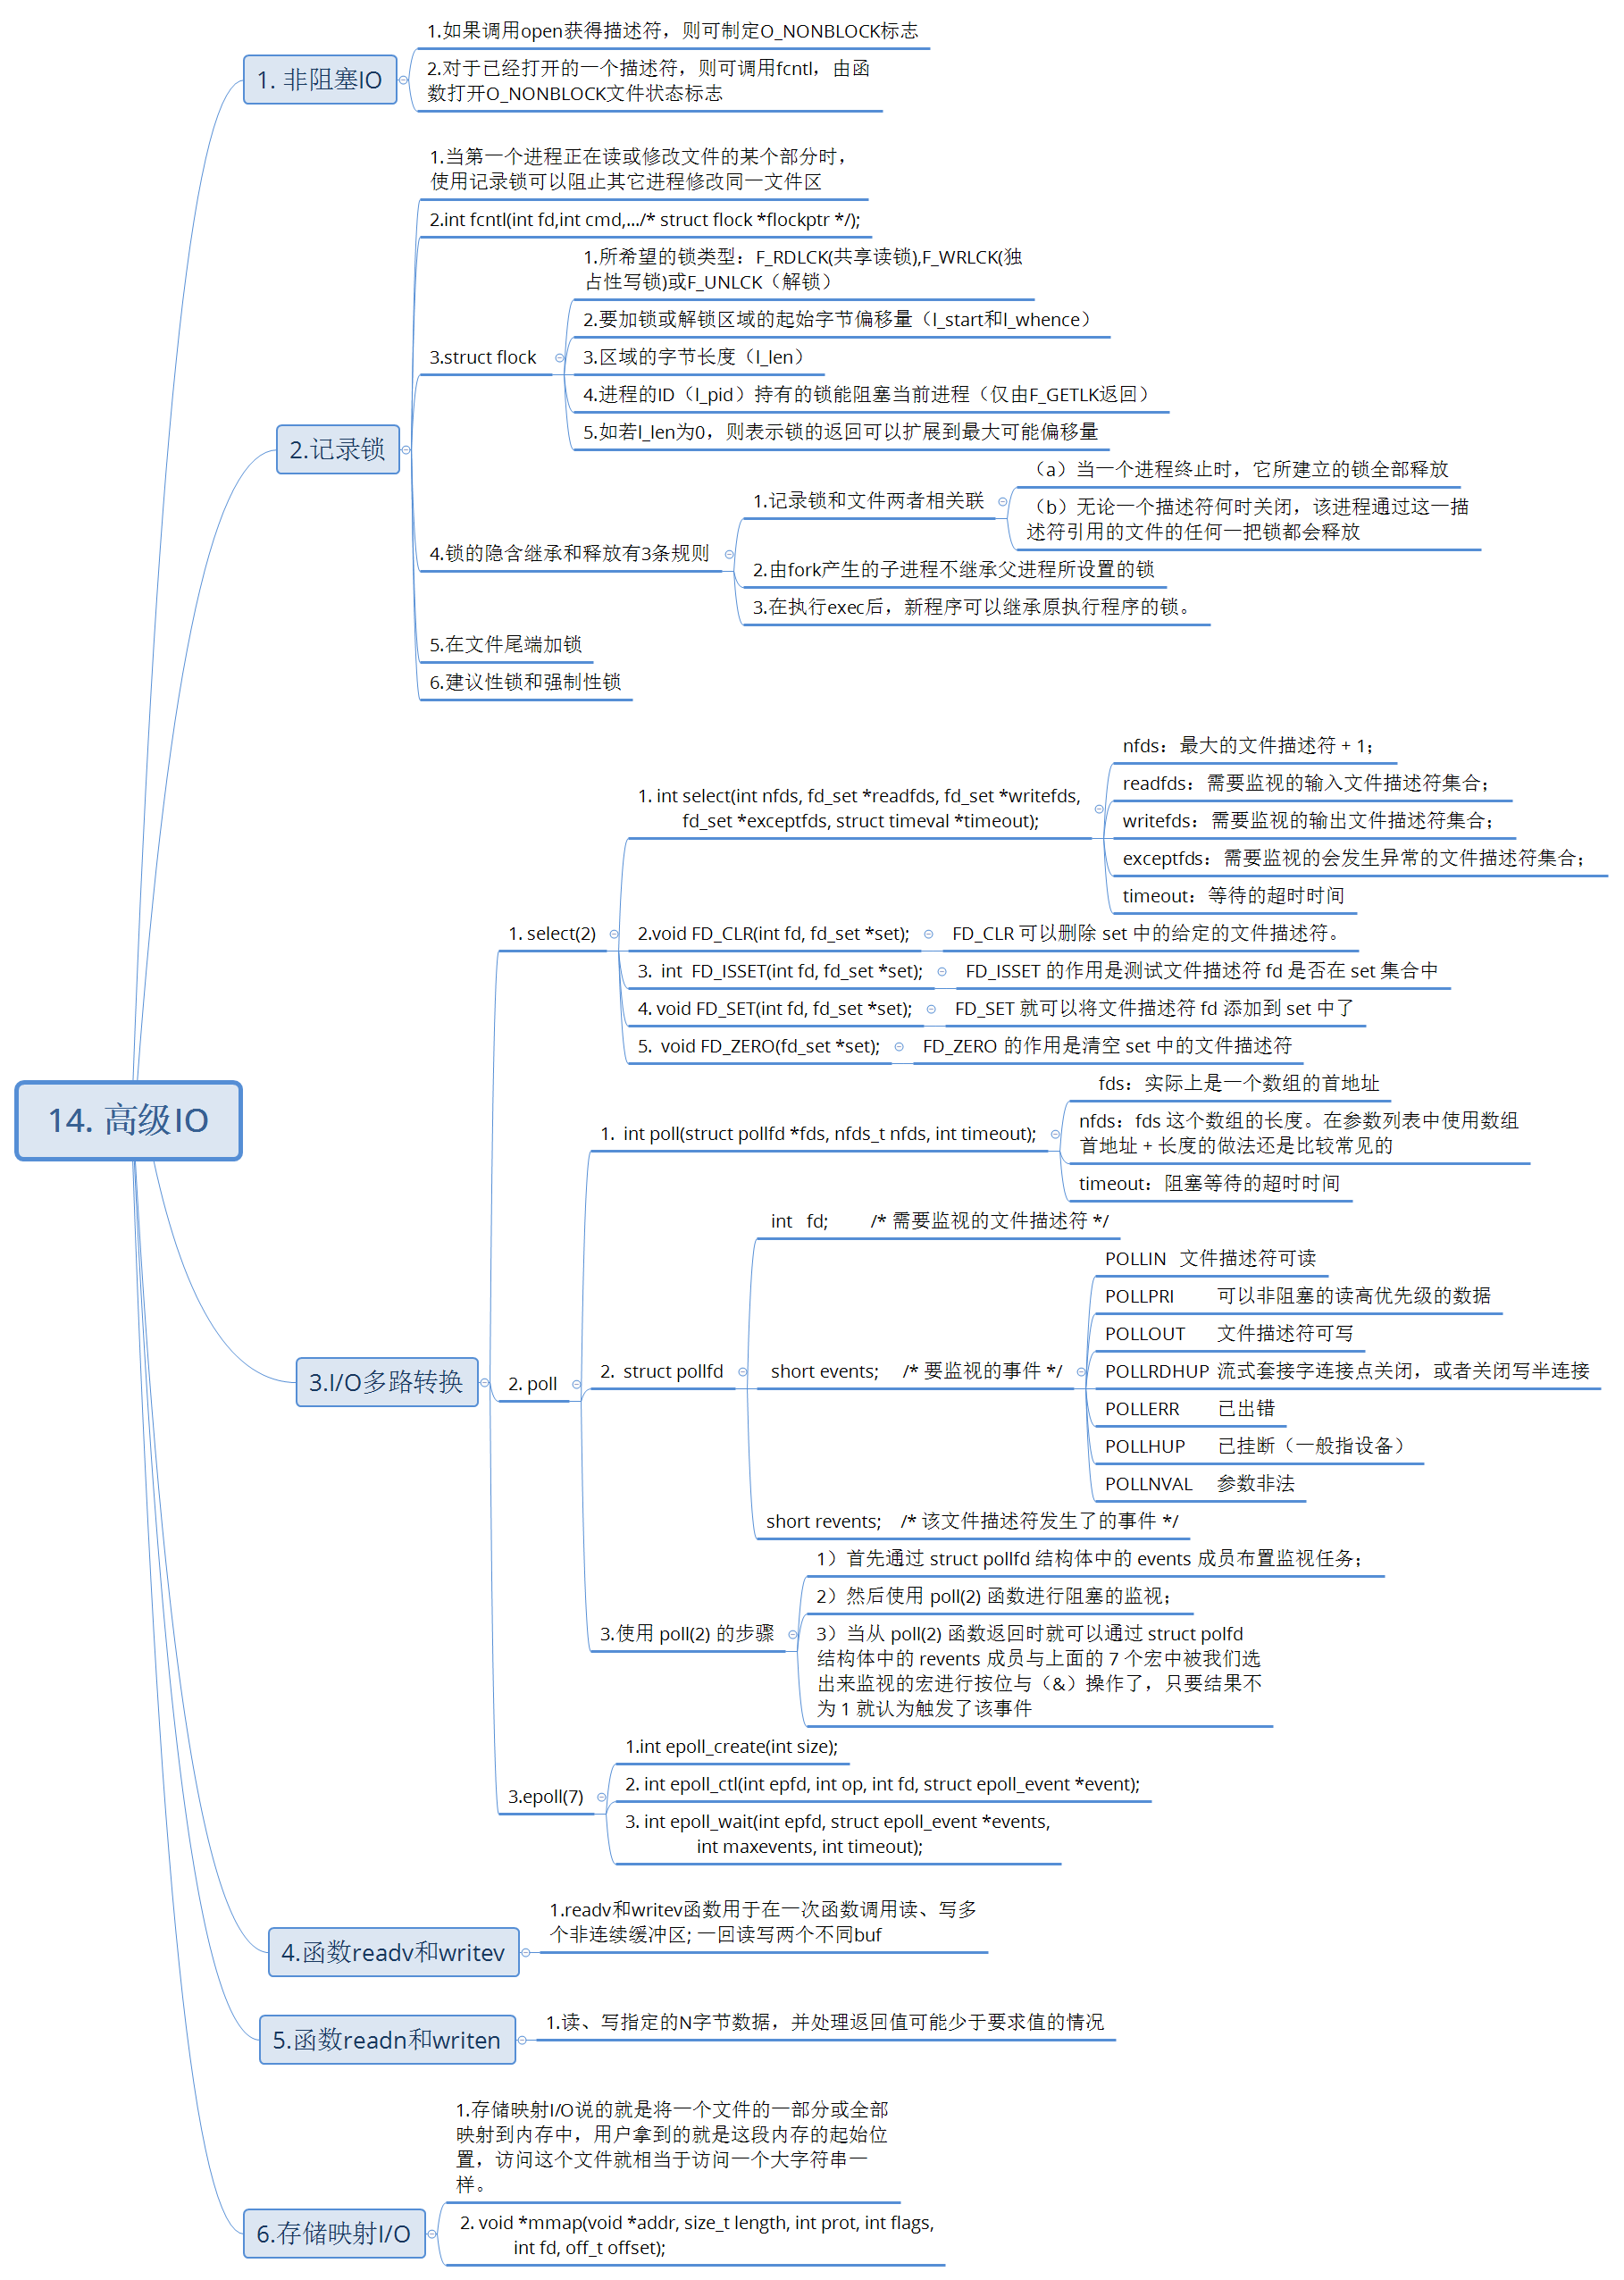 14. 高级IO
1. 非阻塞IO
1.如果调用open获得描述符，则可制定O_NONBLOCK标志
2.对于已经打开的一个描述符，则可调用fcntl，由函
数打开O_NONBLOCK文件状态标志
2.记录锁
1.当第一个进程正在读或修改文件的某个部分时，
使用记录锁可以阻止其它进程修改同一文件区
2.int fcntl(int fd,int cmd,.../* struct flock *flockptr */);
3.struct flock
1.所希望的锁类型：F_RDLCK(共享读锁),F_WRLCK(独
占性写锁)或F_UNLCK（解锁）
2.要加锁或解锁区域的起始字节偏移量（l_start和l_whence）
3.区域的字节长度（l_len）
4.进程的ID（l_pid）持有的锁能阻塞当前进程（仅由F_GETLK返回）
5.如若l_len为0，则表示锁的返回可以扩展到最大可能偏移量
4.锁的隐含继承和释放有3条规则
1.记录锁和文件两者相关联
（a）当一个进程终止时，它所建立的锁全部释放
（b）无论一个描述符何时关闭，该进程通过这一描
述符引用的文件的任何一把锁都会释放
2.由fork产生的子进程不继承父进程所设置的锁
3.在执行exec后，新程序可以继承原执行程序的锁。
5.在文件尾端加锁
6.建议性锁和强制性锁
3.I/O多路转换
1. select(2)
1. int select(int nfds, fd_set *readfds, fd_set *writefds,
fd_set *exceptfds, struct timeval *timeout);
nfds：最大的文件描述符 + 1；
readfds：需要监视的输入文件描述符集合；
writefds：需要监视的输出文件描述符集合；
exceptfds：需要监视的会发生异常的文件描述符集合；
timeout：等待的超时时间
2.void FD_CLR(int fd, fd_set *set);
FD_CLR 可以删除 set 中的给定的文件描述符。
3. int FD_ISSET(int fd, fd_set *set);
FD_ISSET 的作用是测试文件描述符 fd 是否在 set 集合中
4. void FD_SET(int fd, fd_set *set);
FD_SET 就可以将文件描述符 fd 添加到 set 中了
5. void FD_ZERO(fd_set *set);
FD_ZERO 的作用是清空 set 中的文件描述符
2. poll
1. int poll(struct pollfd *fds, nfds_t nfds, int timeout);
fds：实际上是一个数组的首地址
nfds：fds 这个数组的长度。在参数列表中使用数组
首地址 + 长度的做法还是比较常见的
timeout：阻塞等待的超时时间
2. struct pollfd
int fd; /* 需要监视的文件描述符 */
short events; /* 要监视的事件 */
POLLIN 文件描述符可读
POLLPRI 可以非阻塞的读高优先级的数据
POLLOUT 文件描述符可写
POLLRDHUP 流式套接字连接点关闭，或者关闭写半连接
POLLERR 已出错
POLLHUP 已挂断（一般指设备）
POLLNVAL 参数非法
short revents; /* 该文件描述符发生了的事件 */
3.使用 poll(2) 的步骤
1）首先通过 struct pollfd 结构体中的 events 成员布置监视任务；
2）然后使用 poll(2) 函数进行阻塞的监视；
3）当从 poll(2) 函数返回时就可以通过 struct polfd
结构体中的 revents 成员与上面的 7 个宏中被我们选
出来监视的宏进行按位与（&）操作了，只要结果不
为 1 就认为触发了该事件
3.epoll(7)
1.int epoll_create(int size);
2. int epoll_ctl(int epfd, int op, int fd, struct epoll_event *event);
3. int epoll_wait(int epfd, struct epoll_event *events,
int maxevents, int timeout);
4.函数readv和writev
1.readv和writev函数用于在一次函数调用读、写多
个非连续缓冲区; 一回读写两个不同buf
5.函数readn和writen
1.读、写指定的N字节数据，并处理返回值可能少于要求值的情况
6.存储映射I/O
1.存储映射I/O说的就是将一个文件的一部分或全部
映射到内存中，用户拿到的就是这段内存的起始位
置，访问这个文件就相当于访问一个大字符串一
样。
2. void *mmap(void *addr, size_t length, int prot, int flags,
int fd, off_t offset);